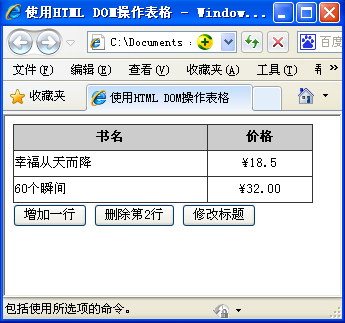 使用HTML DOM操作表格 - Window...
C:\Documents
百度
文件(F) 编辑(E) 查看(V) 收藏夹(A) 工具(T)
收藏夹 使用HTML DOM操作表格
书名 价格
幸福从天而降 ¥18.5
60个瞬间 ¥32.00
增加一行 删除第2行 修改标题
包括使用所选项的命令。